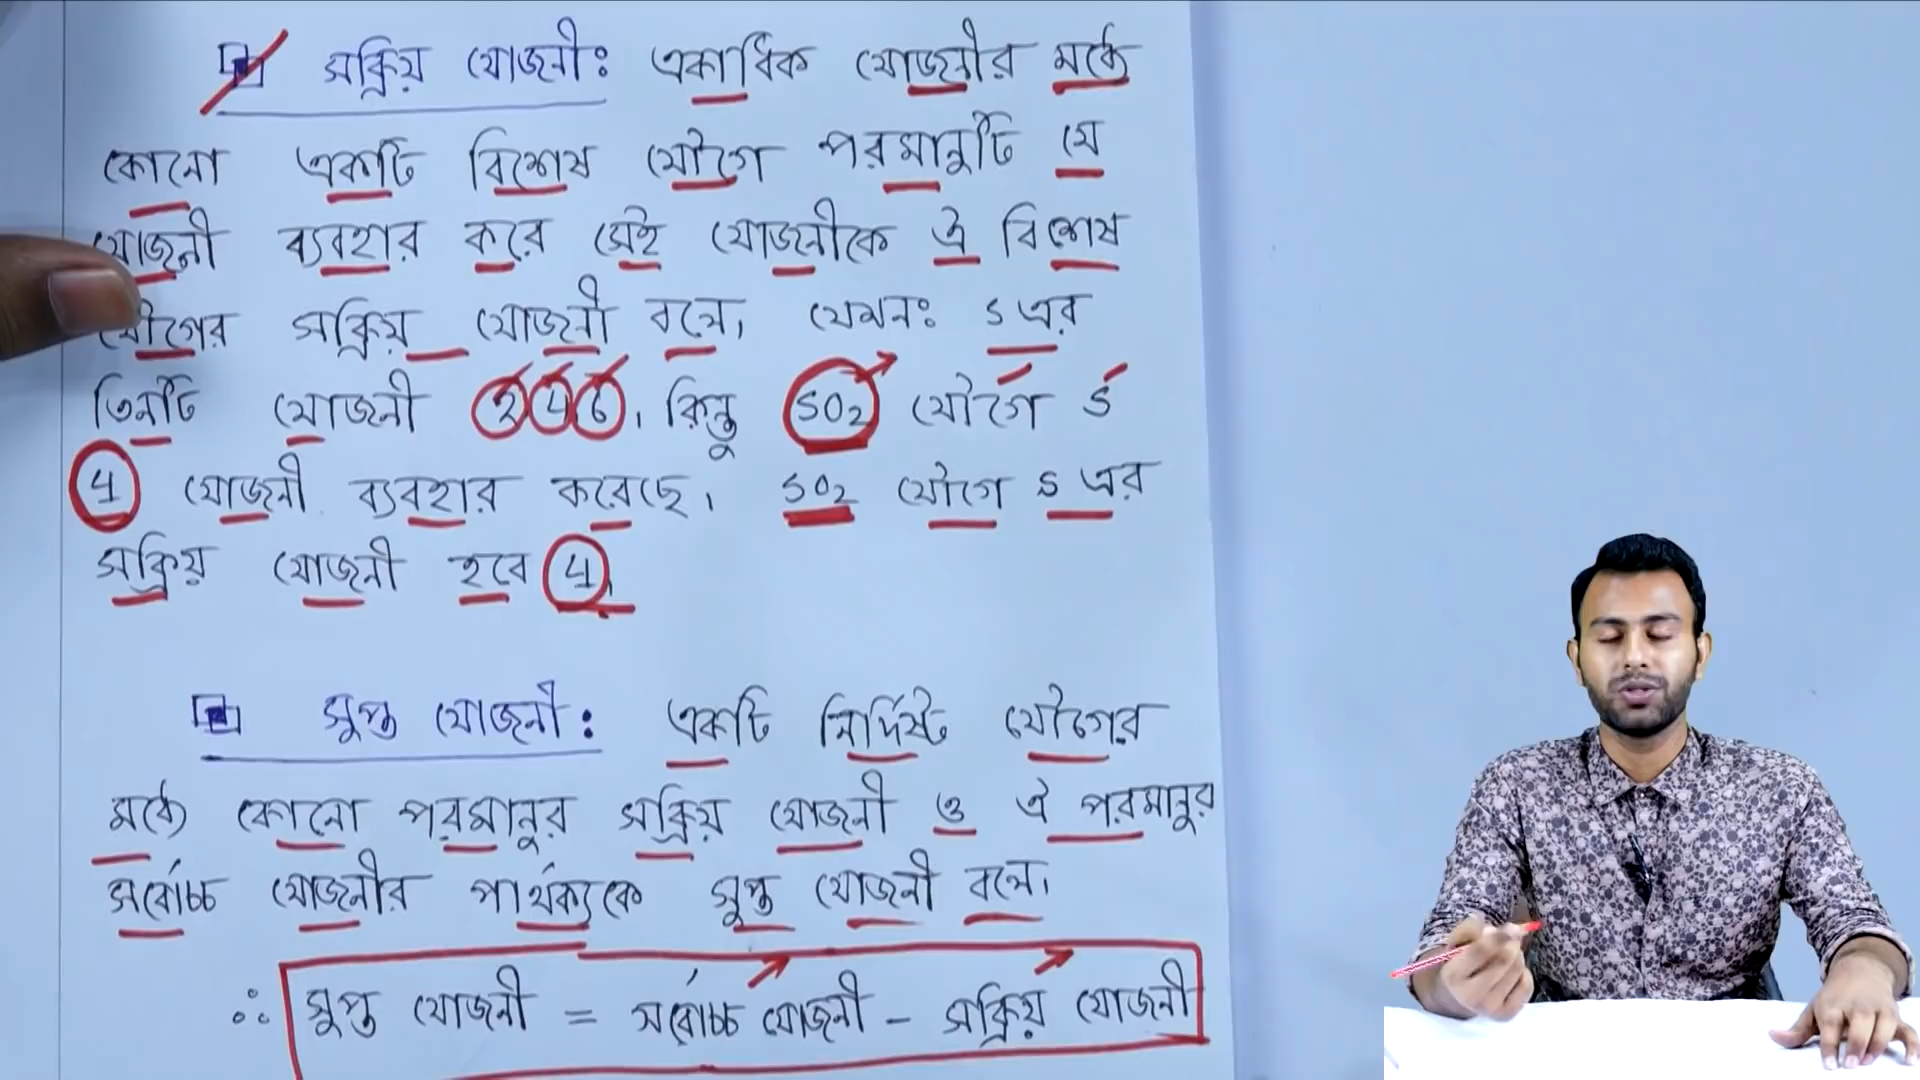 সক্রিয় যোজনী: একাধিক যোজনীর মধ্যে
কোনো একটি বিশেষ যৌগে পরমানুটি যে
যোজনী ব্যবহার করে সেই যোজনীকে ঐ বিশেষ
যৌগের সক্রিয় যোজনী বলে। যেমনঃ S এর
তিনটি যোজনী 2, 4, 6। কিন্তু SO₂ যৌগে S
4 যোজনী ব্যবহার করেছে। SO₂ যৌগে S এর
সক্রিয় যোজনী হবে 4।
সুপ্ত যোজনী: একটি নির্দিষ্ট যৌগের
মধ্যে কোনো পরমানুর সক্রিয় যোজনী ও ঐ পরমানুর
সর্বোচ্চ যোজনীর পার্থক্যকে সুপ্ত যোজনী বলে।
∴ সুপ্ত যোজনী = সর্বোচ্চ যোজনী - সক্রিয় যোজনী